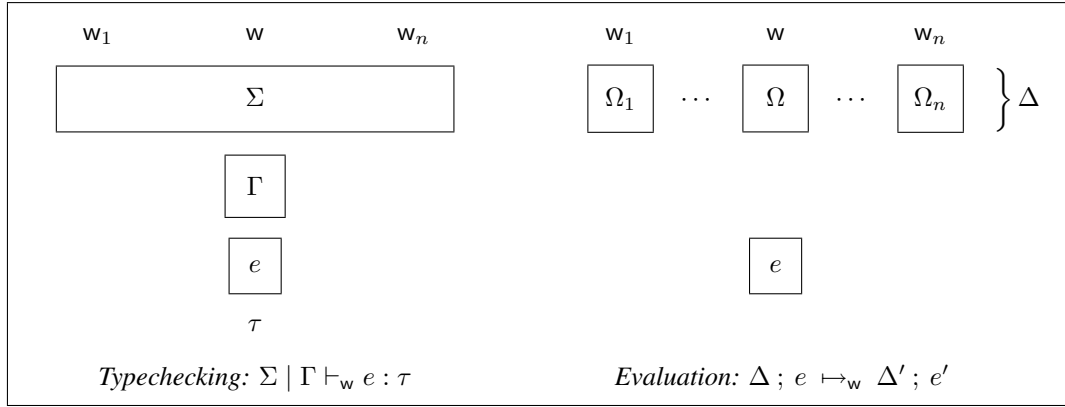 w₁ w wₙ w₁ w wₙ
Σ Ω₁ ··· Ω ··· Ωₙ } Δ
Γ
e e
τ
Typechecking: Σ | Γ ⊢w e : τ Evaluation: Δ ; e ↦w Δ′ ; e′